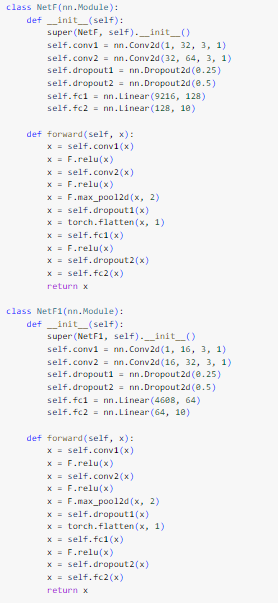 class NetF(nn.Module):
    def __init__(self):
        super(NetF, self).__init__()
        self.conv1 = nn.Conv2d(1, 32, 3, 1)
        self.conv2 = nn.Conv2d(32, 64, 3, 1)
        self.dropout1 = nn.Dropout2d(0.25)
        self.dropout2 = nn.Dropout2d(0.5)
        self.fc1 = nn.Linear(9216, 128)
        self.fc2 = nn.Linear(128, 10)

    def forward(self, x):
        x = self.conv1(x)
        x = F.relu(x)
        x = self.conv2(x)
        x = F.relu(x)
        x = F.max_pool2d(x, 2)
        x = self.dropout1(x)
        x = torch.flatten(x, 1)
        x = self.fc1(x)
        x = F.relu(x)
        x = self.dropout2(x)
        x = self.fc2(x)
        return x

class NetF1(nn.Module):
    def __init__(self):
        super(NetF1, self).__init__()
        self.conv1 = nn.Conv2d(1, 16, 3, 1)
        self.conv2 = nn.Conv2d(16, 32, 3, 1)
        self.dropout1 = nn.Dropout2d(0.25)
        self.dropout2 = nn.Dropout2d(0.5)
        self.fc1 = nn.Linear(4608, 64)
        self.fc2 = nn.Linear(64, 10)

    def forward(self, x):
        x = self.conv1(x)
        x = F.relu(x)
        x = self.conv2(x)
        x = F.relu(x)
        x = F.max_pool2d(x, 2)
        x = self.dropout1(x)
        x = torch.flatten(x, 1)
        x = self.fc1(x)
        x = F.relu(x)
        x = self.dropout2(x)
        x = self.fc2(x)
        return x